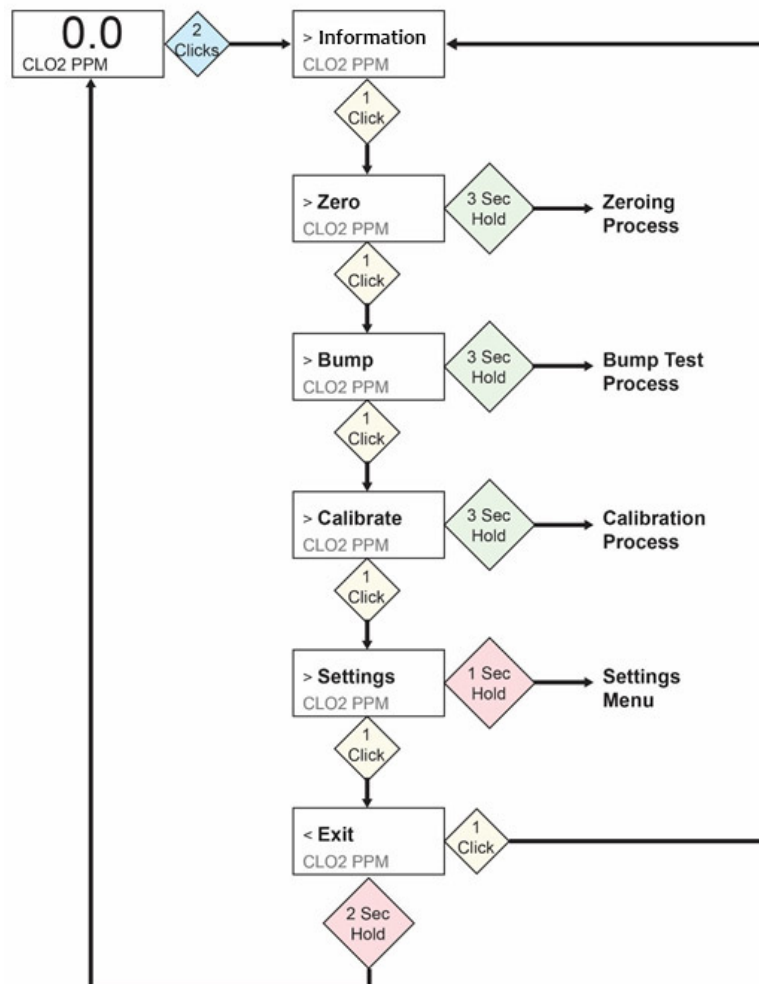 0.0
CLO2 PPM
2
Clicks
> Information
CLO2 PPM
1
Click
> Zero
CLO2 PPM
3 Sec
Hold
Zeroing
Process
1
Click
> Bump
CLO2 PPM
3 Sec
Hold
Bump Test
Process
1
Click
> Calibrate
CLO2 PPM
3 Sec
Hold
Calibration
Process
1
Click
> Settings
CLO2 PPM
1 Sec
Hold
Settings
Menu
1
Click
< Exit
CLO2 PPM
1
Click
2 Sec
Hold